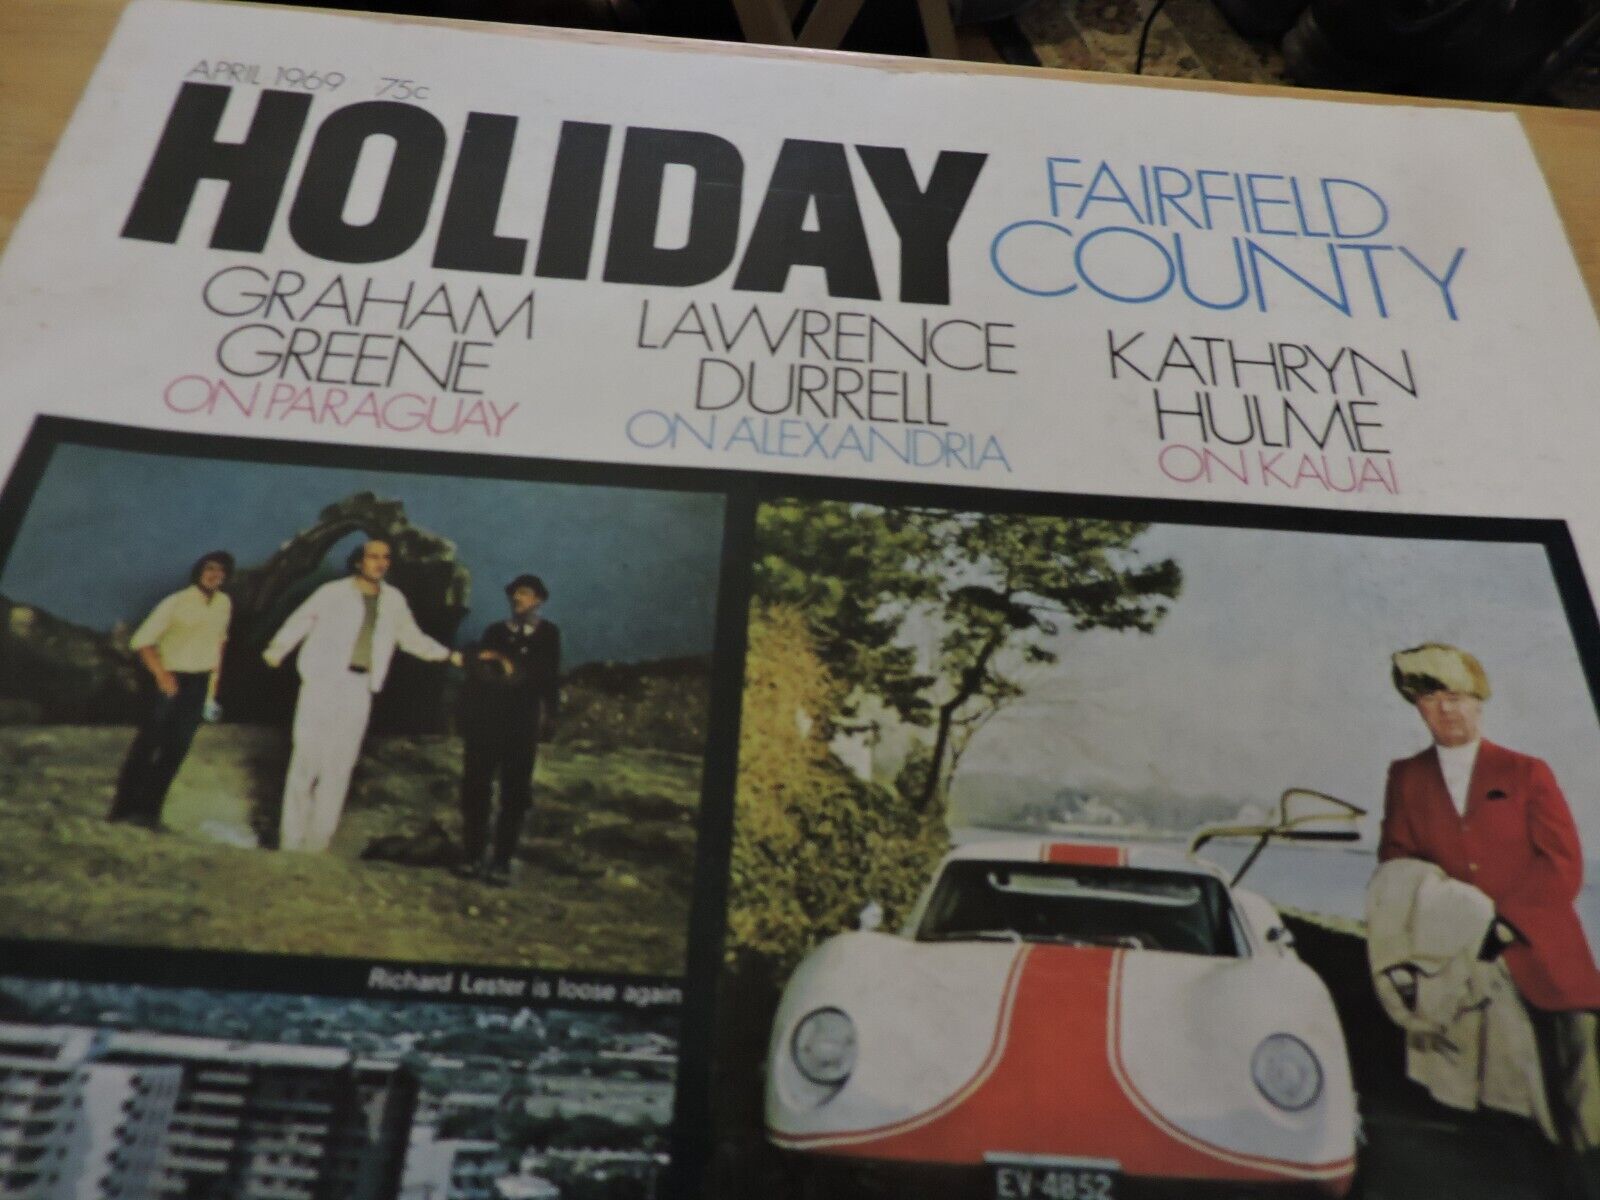 APRIL 1969 75c
HOLIDAY
FAIRFIELD
COUNTY
GRAHAM
GREENE
ON PARAGUAY
LAWRENCE
DURRELL
ON ALEXANDRIA
KATHRYN
HULME
ON KAUAI
Richard Lester is loose again
EV-4852